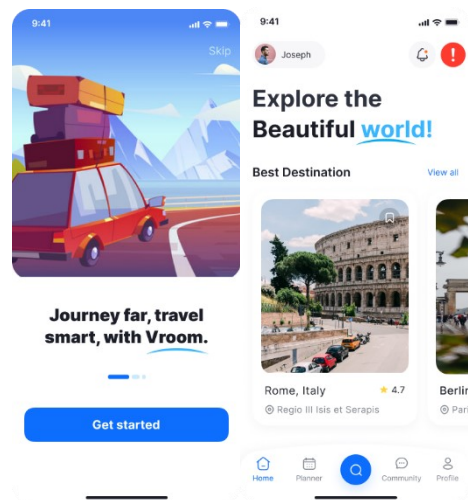 9:41
Skip
Journey far, travel
smart, with Vroom.
Get started
9:41
Joseph
!
Explore the
Beautiful world!
Best Destination
View all
Rome, Italy
4.7
Regio III Isis et Serapis
Home
Planner
Community
Profile